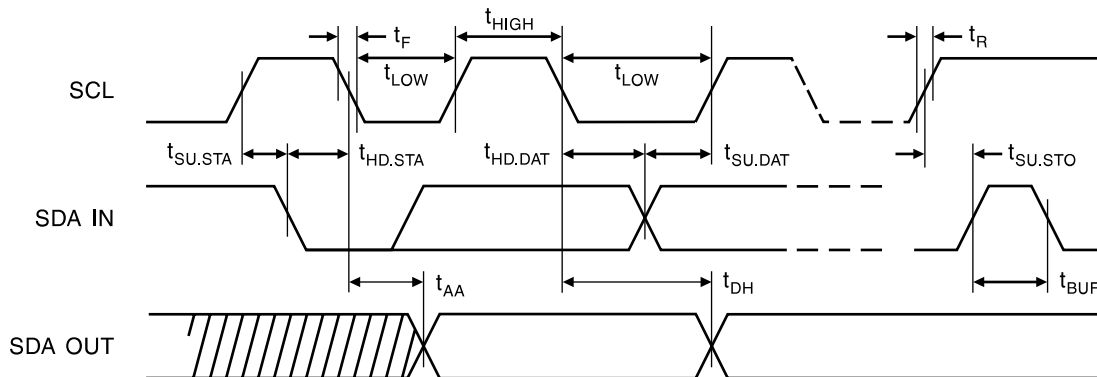 tHIGH
tF
tR
tLOW
tLOW
SCL
tSU.STA
tHD.STA
tHD.DAT
tSU.DAT
tSU.STO
SDA IN
tAA
tDH
tBUF
SDA OUT